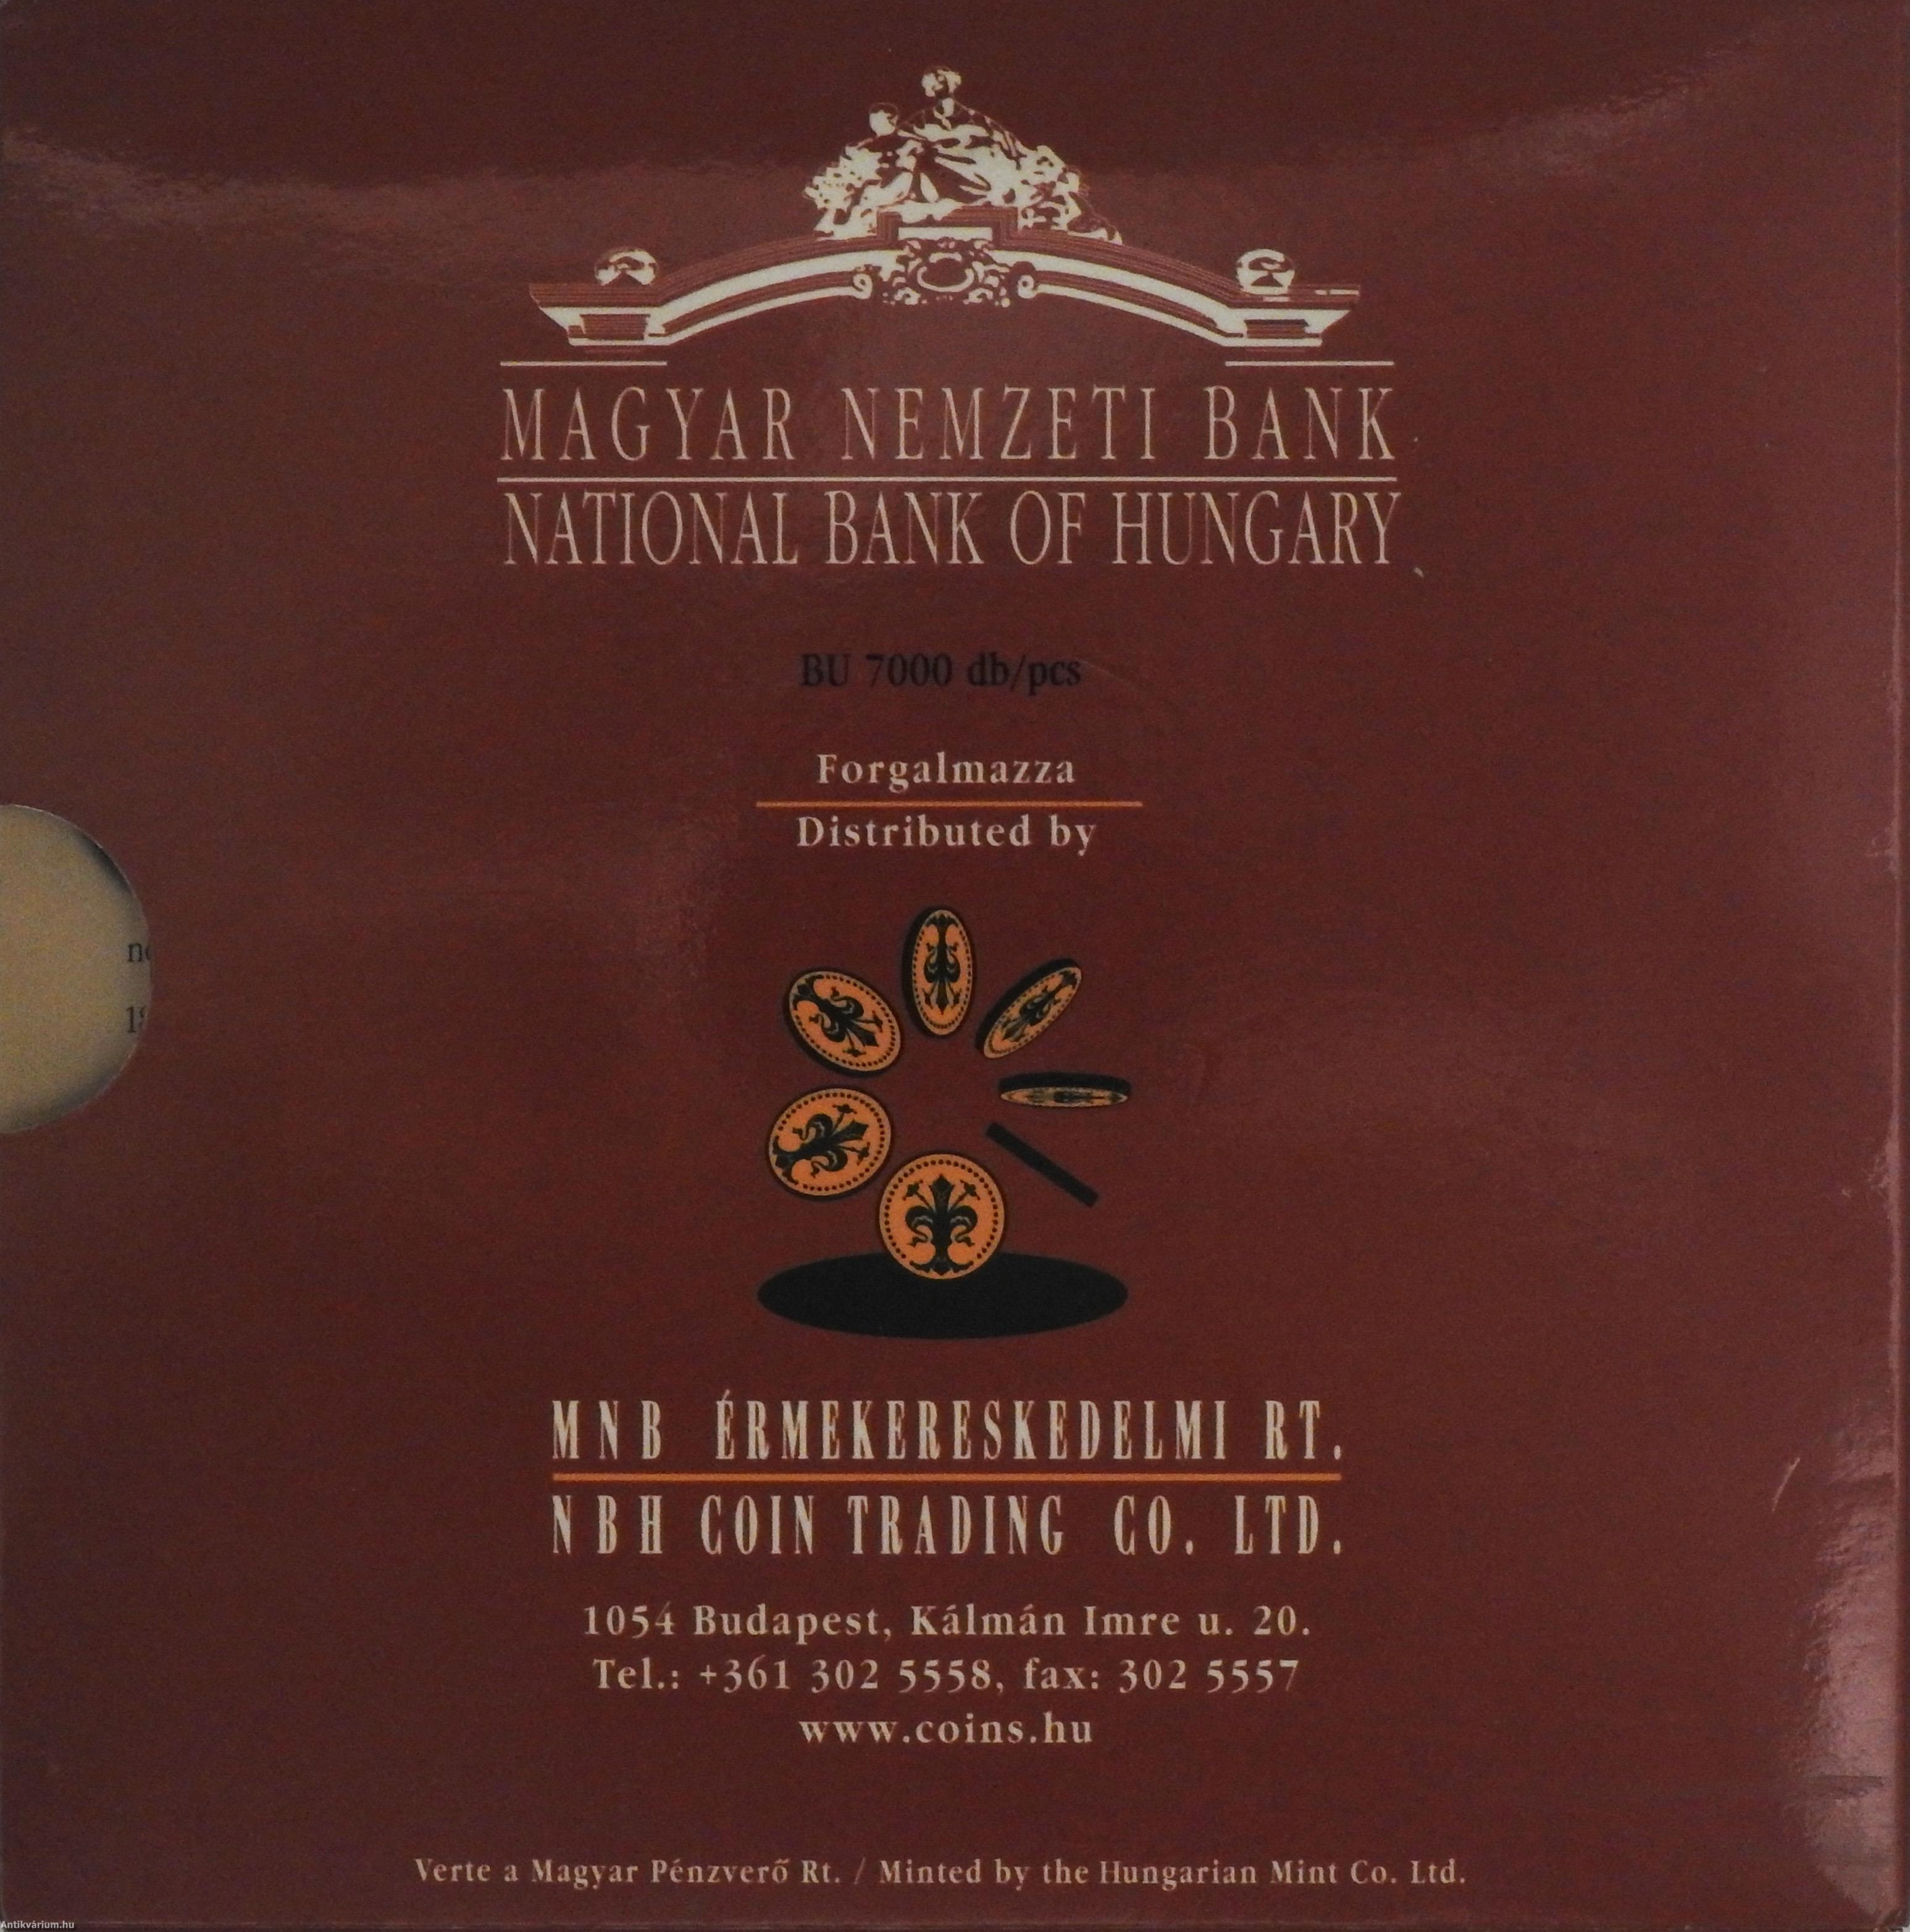 MAGYAR NEMZETI BANK
NATIONAL BANK OF HUNGARY
BU 7000 db/pcs
Forgalmazza
Distributed by
MNB ÉRMEKERESKEDELMI RT.
NBH COIN TRADING CO. LTD.
1054 Budapest, Kálmán Imre u. 20.
Tel.: +361 302 5558, fax: 302 5557
www.coins.hu
Verte a Magyar Pénzverő Rt. / Minted by the Hungarian Mint Co. Ltd.
Antikvárium.hu